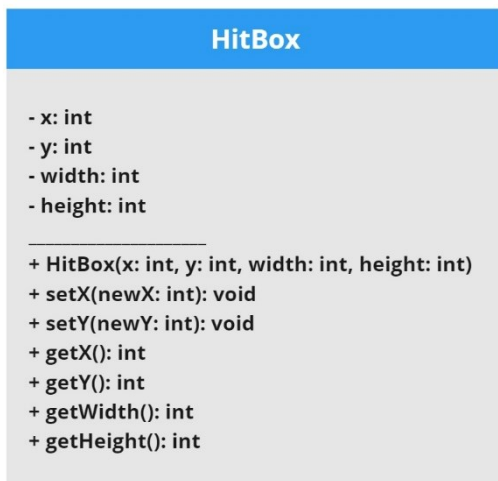 HitBox
- x: int
- y: int
- width: int
- height: int
+ HitBox(x: int, y: int, width: int, height: int)
+ setX(newX: int): void
+ setY(newY: int): void
+ getX(): int
+ getY(): int
+ getWidth(): int
+ getHeight(): int